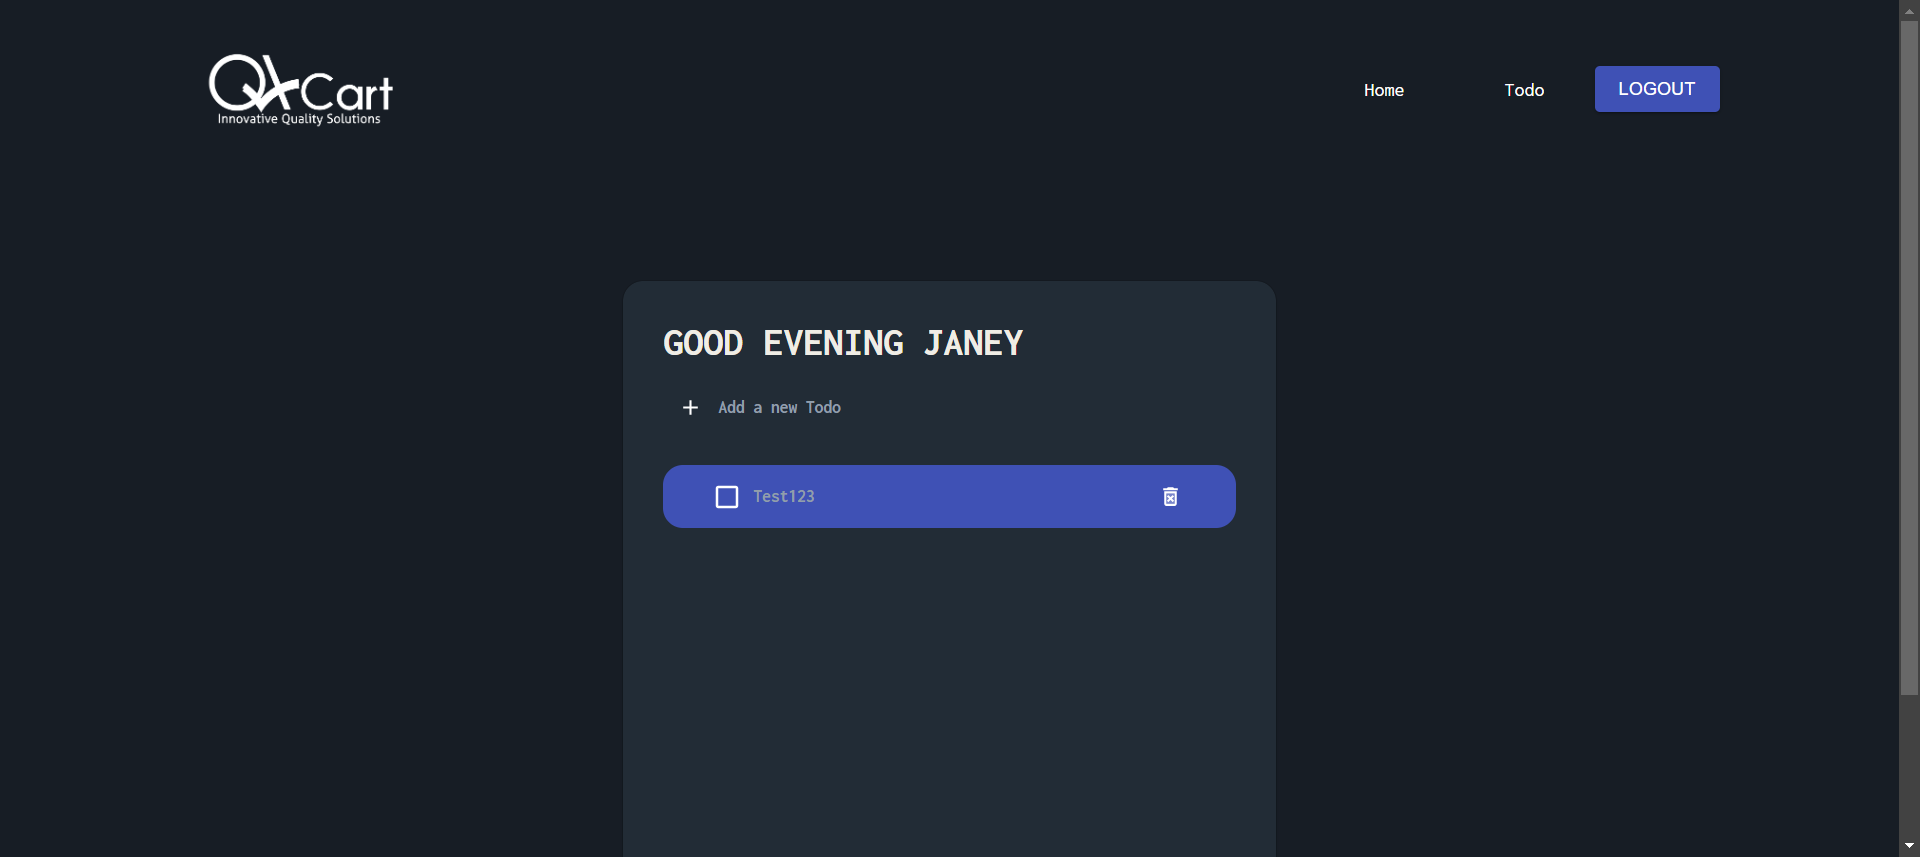 QACart
Innovative Quality Solutions
Home
Todo
LOGOUT
GOOD EVENING JANEY
Add a new Todo
Test123